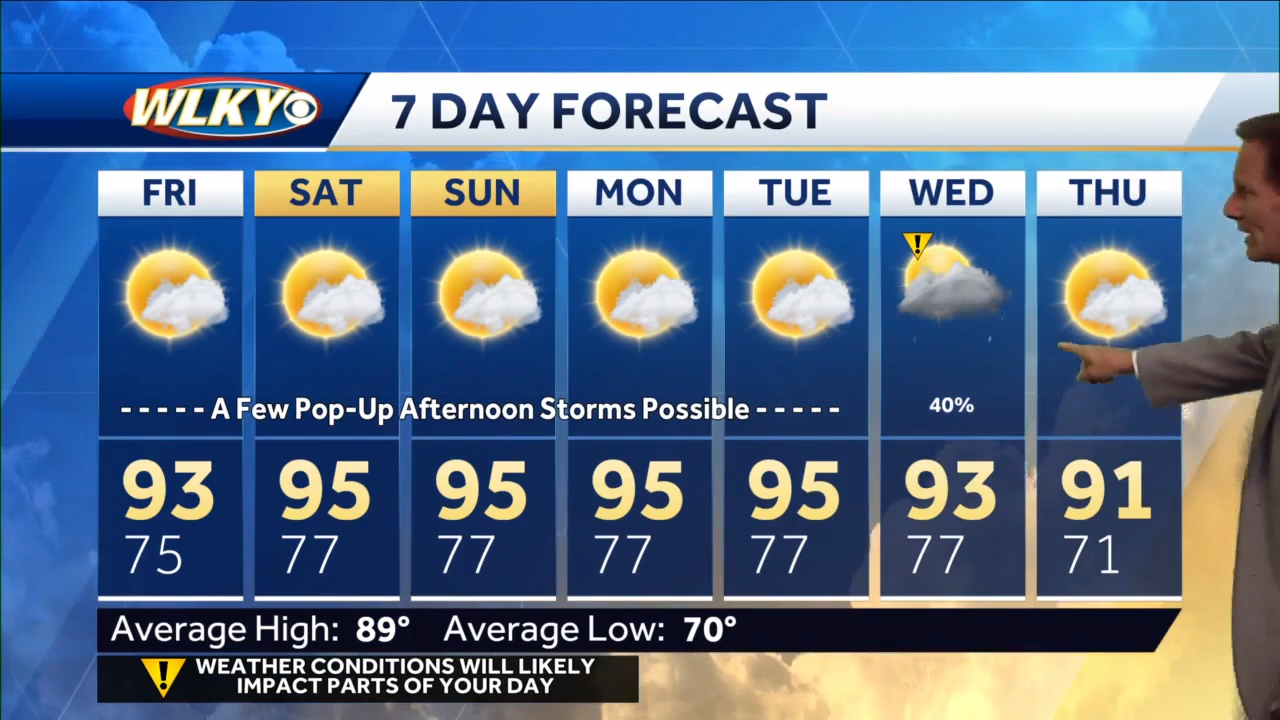 WLKY
7 DAY FORECAST
FRI SAT SUN MON TUE WED THU
!
- - - - - A Few Pop-Up Afternoon Storms Possible - - - - - 40%
93 95 95 95 95 93 91
75 77 77 77 77 77 71
Average High: 89° Average Low: 70°
! WEATHER CONDITIONS WILL LIKELY
IMPACT PARTS OF YOUR DAY